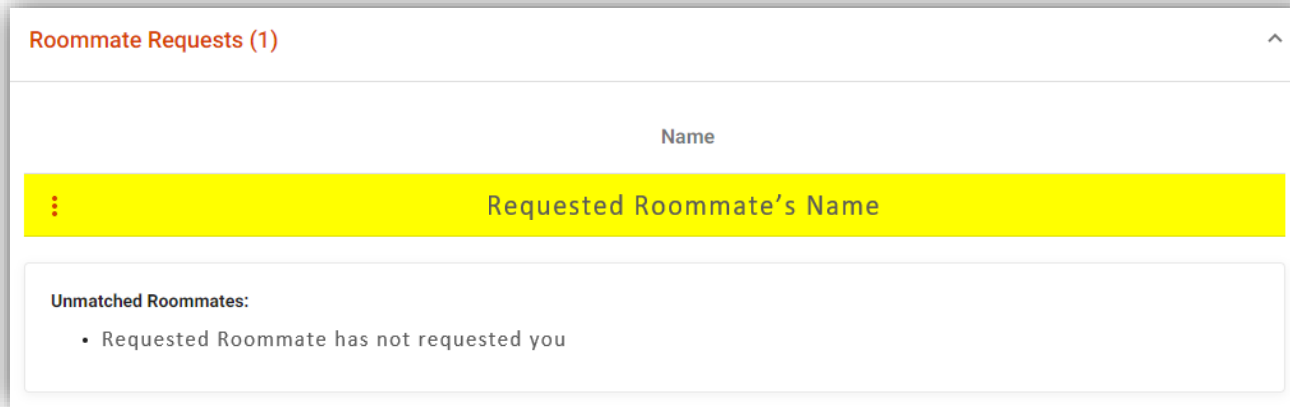 Roommate Requests (1)
Name
Requested Roommate’s Name
Unmatched Roommates:
• Requested Roommate has not requested you